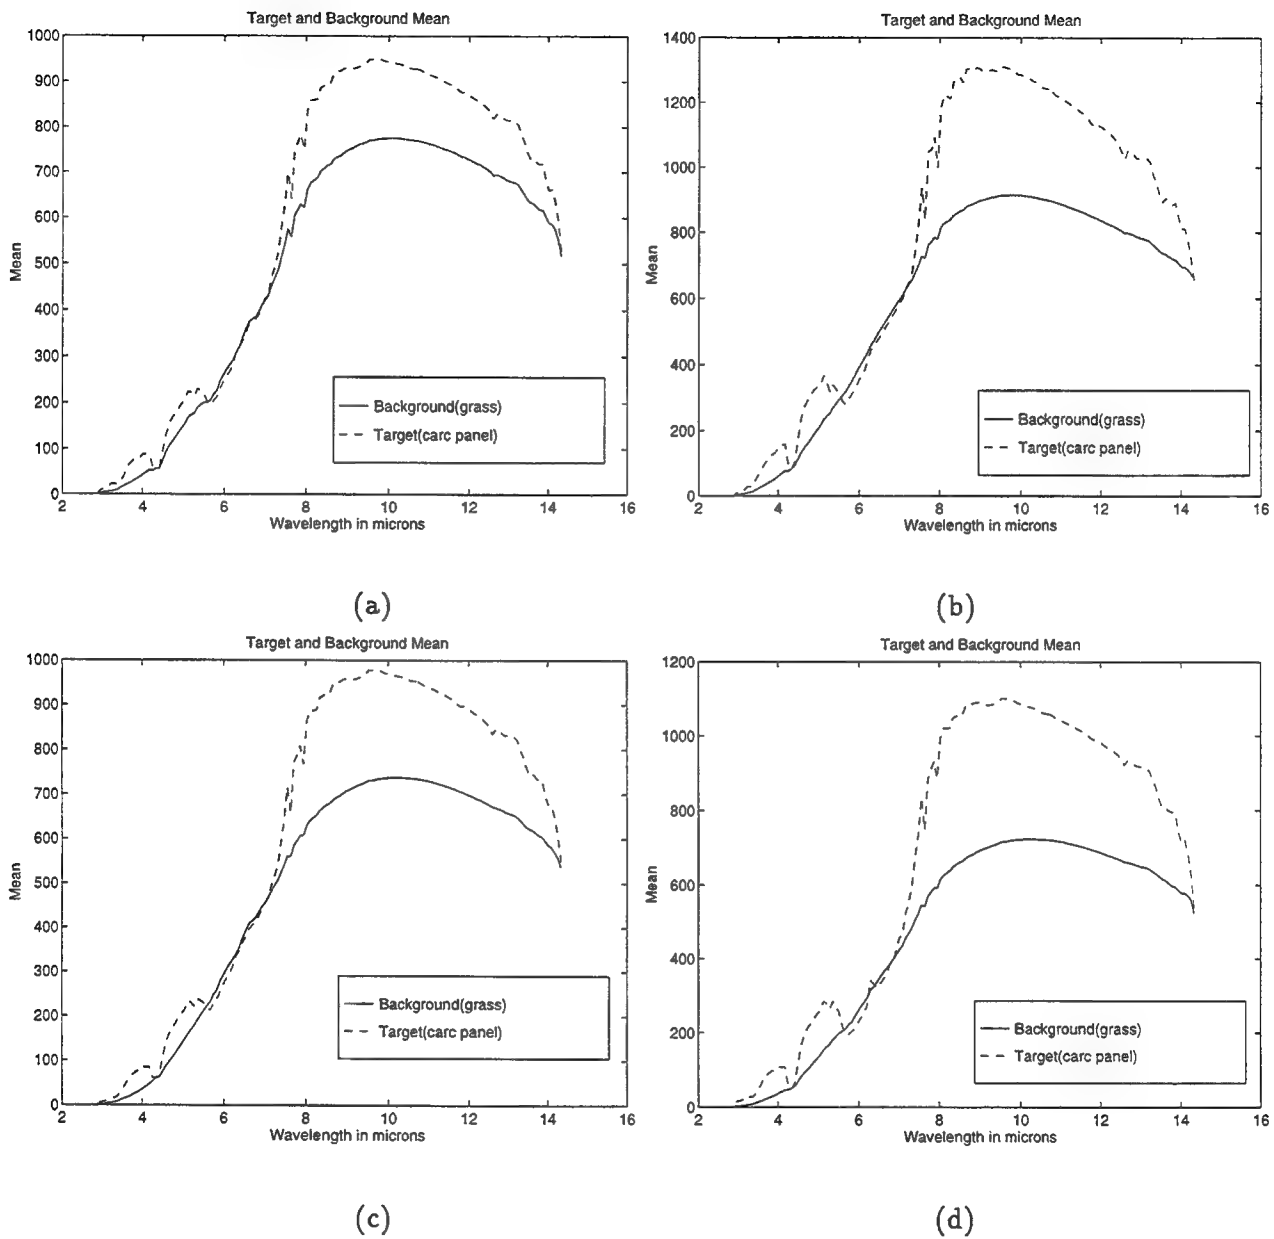 Target and Background Mean
1000
900
800
700
600
500
400
300
200
100
0
Mean
2 4 6 8 10 12 14 16
Wavelength in microns
Background(grass)
Target(carc panel)
(a)
Target and Background Mean
1400
1200
1000
800
600
400
200
0
Mean
2 4 6 8 10 12 14 16
Wavelength in microns
Background(grass)
Target(carc panel)
(b)
Target and Background Mean
1000
900
800
700
600
500
400
300
200
100
0
Mean
2 4 6 8 10 12 14 16
Wavelength in microns
Background(grass)
Target(carc panel)
(c)
Target and Background Mean
1200
1000
800
600
400
200
0
Mean
2 4 6 8 10 12 14 16
Wavelength in microns
Background(grass)
Target(carc panel)
(d)